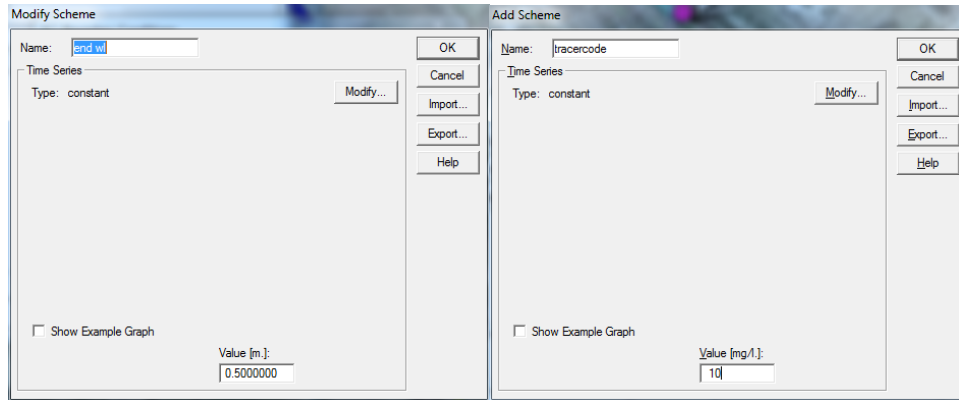 Modify Scheme
Name: end wl
OK
Time Series
Cancel
Type: constant
Modify...
Import...
Export...
Help
Show Example Graph
Value [m.]:
0.5000000
Add Scheme
Name: tracercode
OK
Time Series
Cancel
Type: constant
Modify...
Import...
Export...
Help
Show Example Graph
Value [mg/l.]:
10